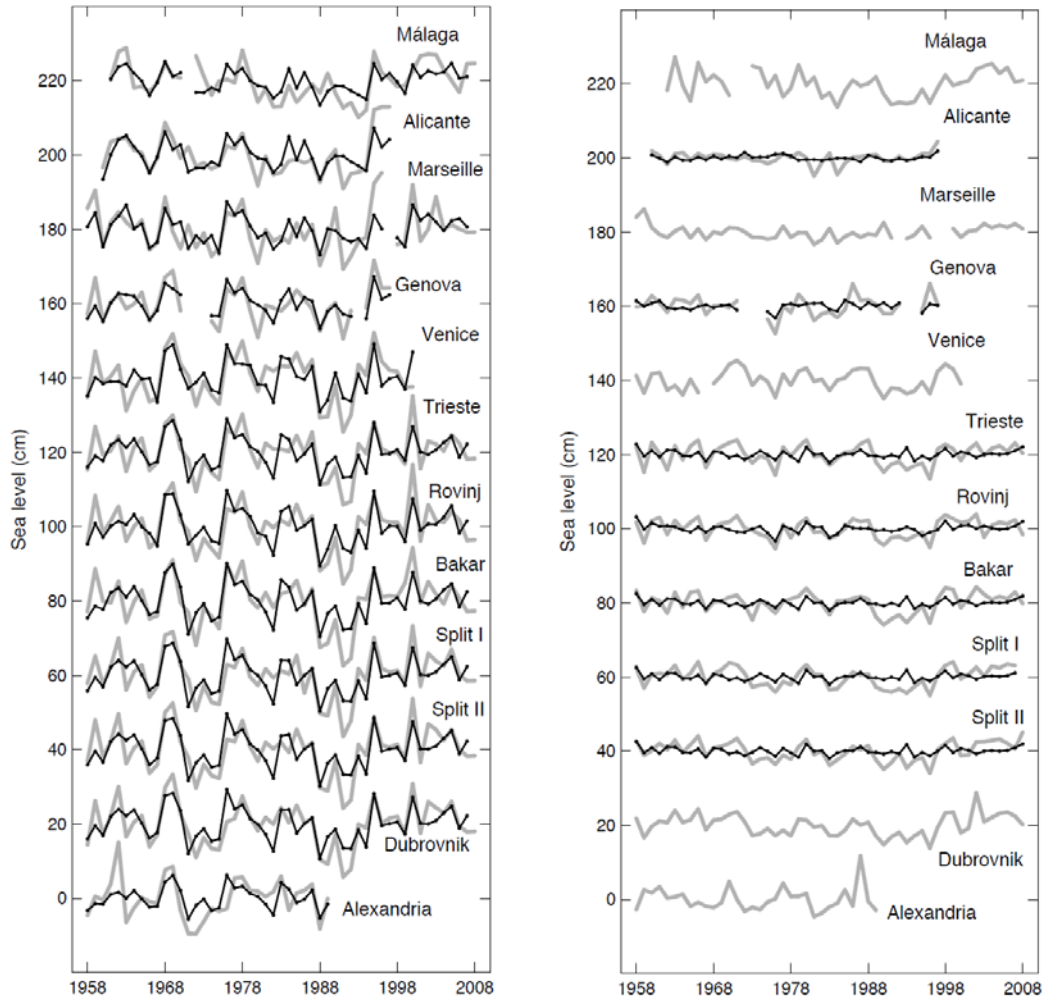 Málaga
220
Alicante
200
Marseille
180
Genova
160
Venice
140
Trieste
120
Rovinj
100
Bakar
80
Split I
60
Split II
40
20
Dubrovnik
0
Alexandria
Sea level (cm)
1958 1968 1978 1988 1998 2008
Málaga
220
Alicante
200
Marseille
180
Genova
160
Venice
140
Trieste
120
Rovinj
100
Bakar
80
Split I
60
Split II
40
20
Dubrovnik
0
Alexandria
Sea level (cm)
1958 1968 1978 1988 1998 2008